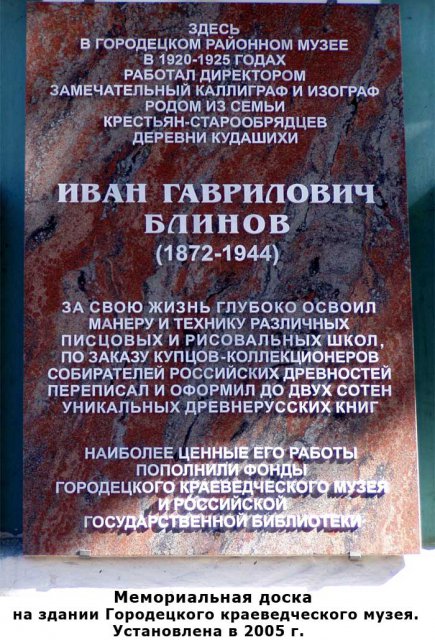 ЗДЕСЬ
В ГОРОДЕЦКОМ РАЙОННОМ МУЗЕЕ
В 1920-1925 ГОДАХ
РАБОТАЛ ДИРЕКТОРОМ
ЗАМЕЧАТЕЛЬНЫЙ КАЛЛИГРАФ И ИЗОГРАФ
РОДОМ ИЗ СЕМЬИ
КРЕСТЬЯН-СТАРООБРЯДЦЕВ
ДЕРЕВНИ КУДАШИХИ
ИВАН ГАВРИЛОВИЧ
БЛИНОВ
(1872-1944)
ЗА СВОЮ ЖИЗНЬ ГЛУБОКО ОСВОИЛ
МАНЕРУ И ТЕХНИКУ РАЗЛИЧНЫХ
ПИСЦОВЫХ И РИСОВАЛЬНЫХ ШКОЛ,
ПО ЗАКАЗУ КУПЦОВ-КОЛЛЕКЦИОНЕРОВ
СОБИРАТЕЛЕЙ РОССИЙСКИХ ДРЕВНОСТЕЙ
ПЕРЕПИСАЛ И ОФОРМИЛ ДО ДВУХ СОТЕН
УНИКАЛЬНЫХ ДРЕВНЕРУССКИХ КНИГ
НАИБОЛЕЕ ЦЕННЫЕ ЕГО РАБОТЫ
ПОПОЛНИЛИ ФОНДЫ
ГОРОДЕЦКОГО КРАЕВЕДЧЕСКОГО МУЗЕЯ
И РОССИЙСКОЙ
ГОСУДАРСТВЕННОЙ БИБЛИОТЕКИ
Мемориальная доска
на здании Городецкого краеведческого музея.
Установлена в 2005 г.